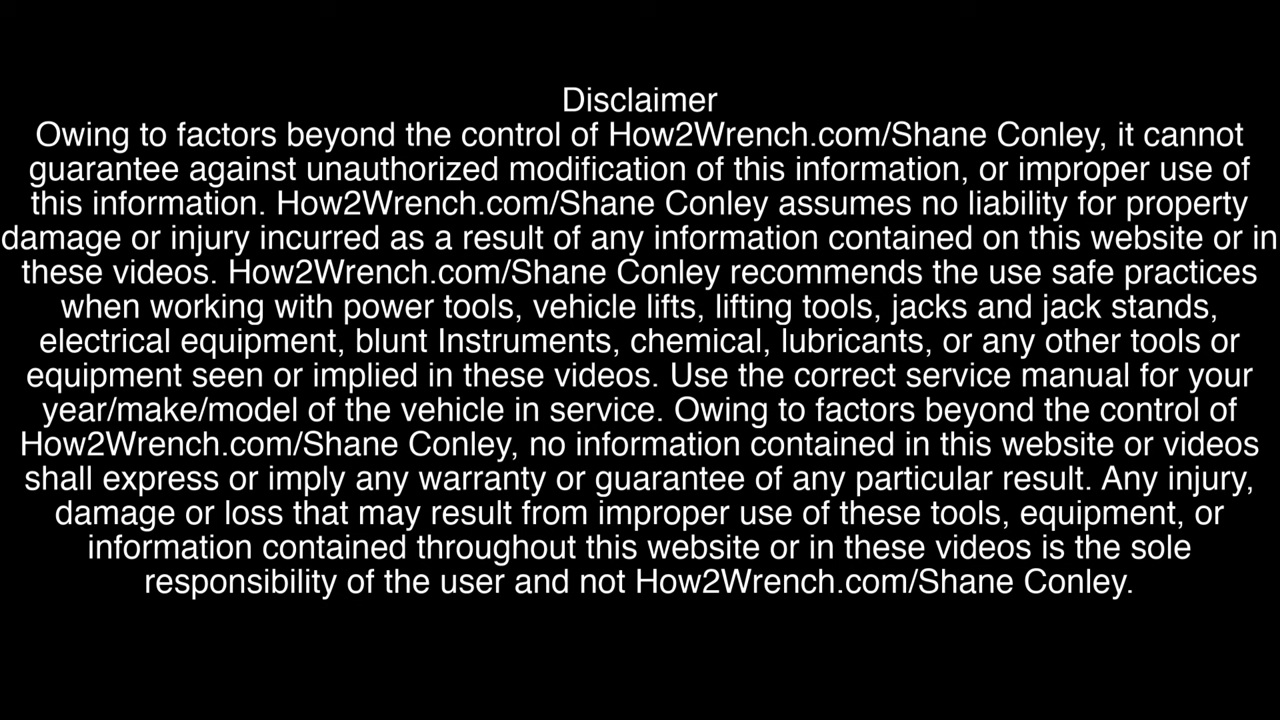 Disclaimer
Owing to factors beyond the control of How2Wrench.com/Shane Conley, it cannot
guarantee against unauthorized modification of this information, or improper use of
this information. How2Wrench.com/Shane Conley assumes no liability for property
damage or injury incurred as a result of any information contained on this website or in
these videos. How2Wrench.com/Shane Conley recommends the use safe practices
when working with power tools, vehicle lifts, lifting tools, jacks and jack stands,
electrical equipment, blunt Instruments, chemical, lubricants, or any other tools or
equipment seen or implied in these videos. Use the correct service manual for your
year/make/model of the vehicle in service. Owing to factors beyond the control of
How2Wrench.com/Shane Conley, no information contained in this website or videos
shall express or imply any warranty or guarantee of any particular result. Any injury,
damage or loss that may result from improper use of these tools, equipment, or
information contained throughout this website or in these videos is the sole
responsibility of the user and not How2Wrench.com/Shane Conley.